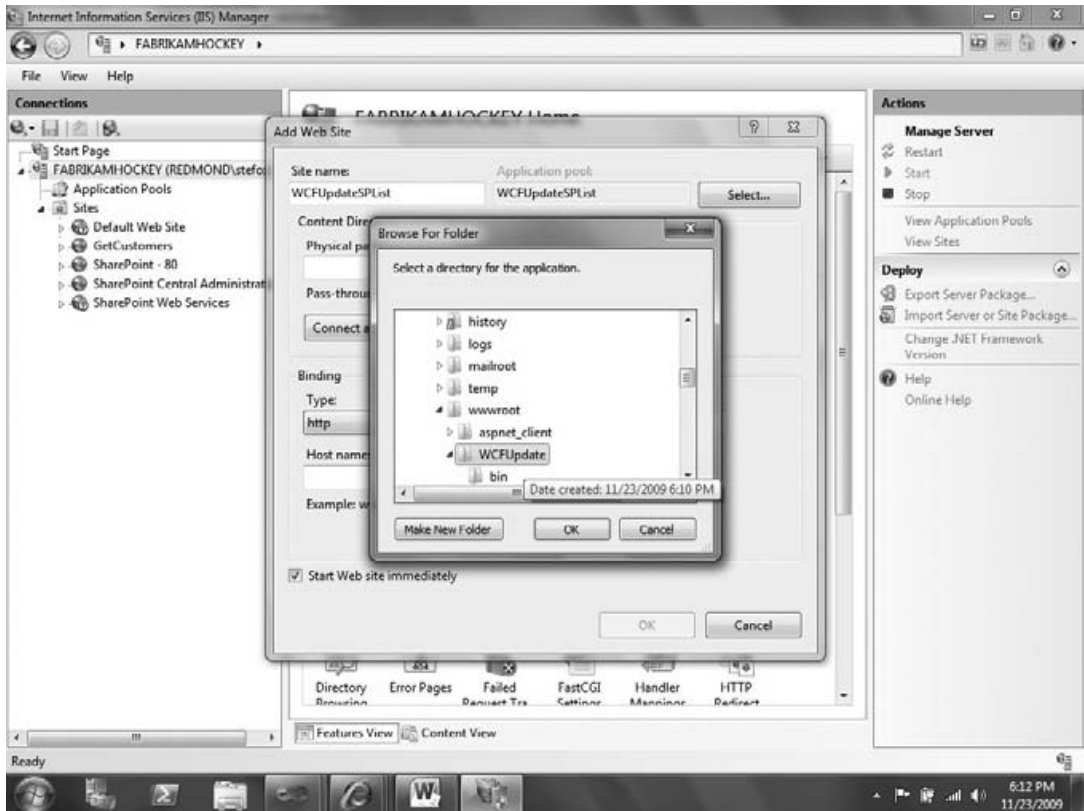 Internet Information Services (IIS) Manager
FABRIKAMHOCKEY
File View Help
Connections
Start Page
FABRIKAMHOCKEY (REDMOND\stefo
Application Pools
Sites
Default Web Site
GetCustomers
SharePoint - 80
SharePoint Central Administrat
SharePoint Web Services
FABRIKAMHOCKEY Home
Add Web Site
Site name:
Application pool:
WCFUpdateSPList
WCFUpdateSPList
Select...
Content Dire
Physical pa
Pass-throu
Connect a
Binding
Type:
http
Host name
Example: w
Browse For Folder
Select a directory for the application.
history
logs
mailroot
temp
wwwroot
aspnet_client
WCFUpdate
bin
Date created: 11/23/2009 6:10 PM
Make New Folder
OK
Cancel
Start Web site immediately
OK
Cancel
Directory Browsing
Error Pages
Failed Request Tra
FastCGI Settings
Handler Mappings
HTTP Redirect
Features View
Content View
Actions
Manage Server
Restart
Start
Stop
View Application Pools
View Sites
Deploy
Export Server Package...
Import Server or Site Package...
Change .NET Framework
Version
Help
Online Help
Ready
6:12 PM
11/23/2009